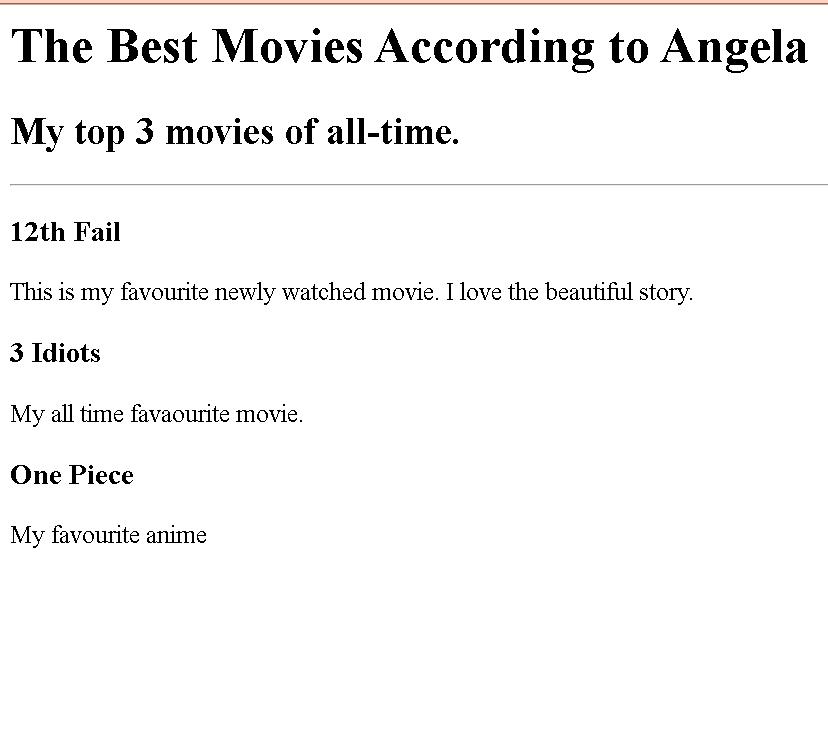 The Best Movies According to Angela
My top 3 movies of all-time.
12th Fail
This is my favourite newly watched movie. I love the beautiful story.
3 Idiots
My all time favaourite movie.
One Piece
My favourite anime